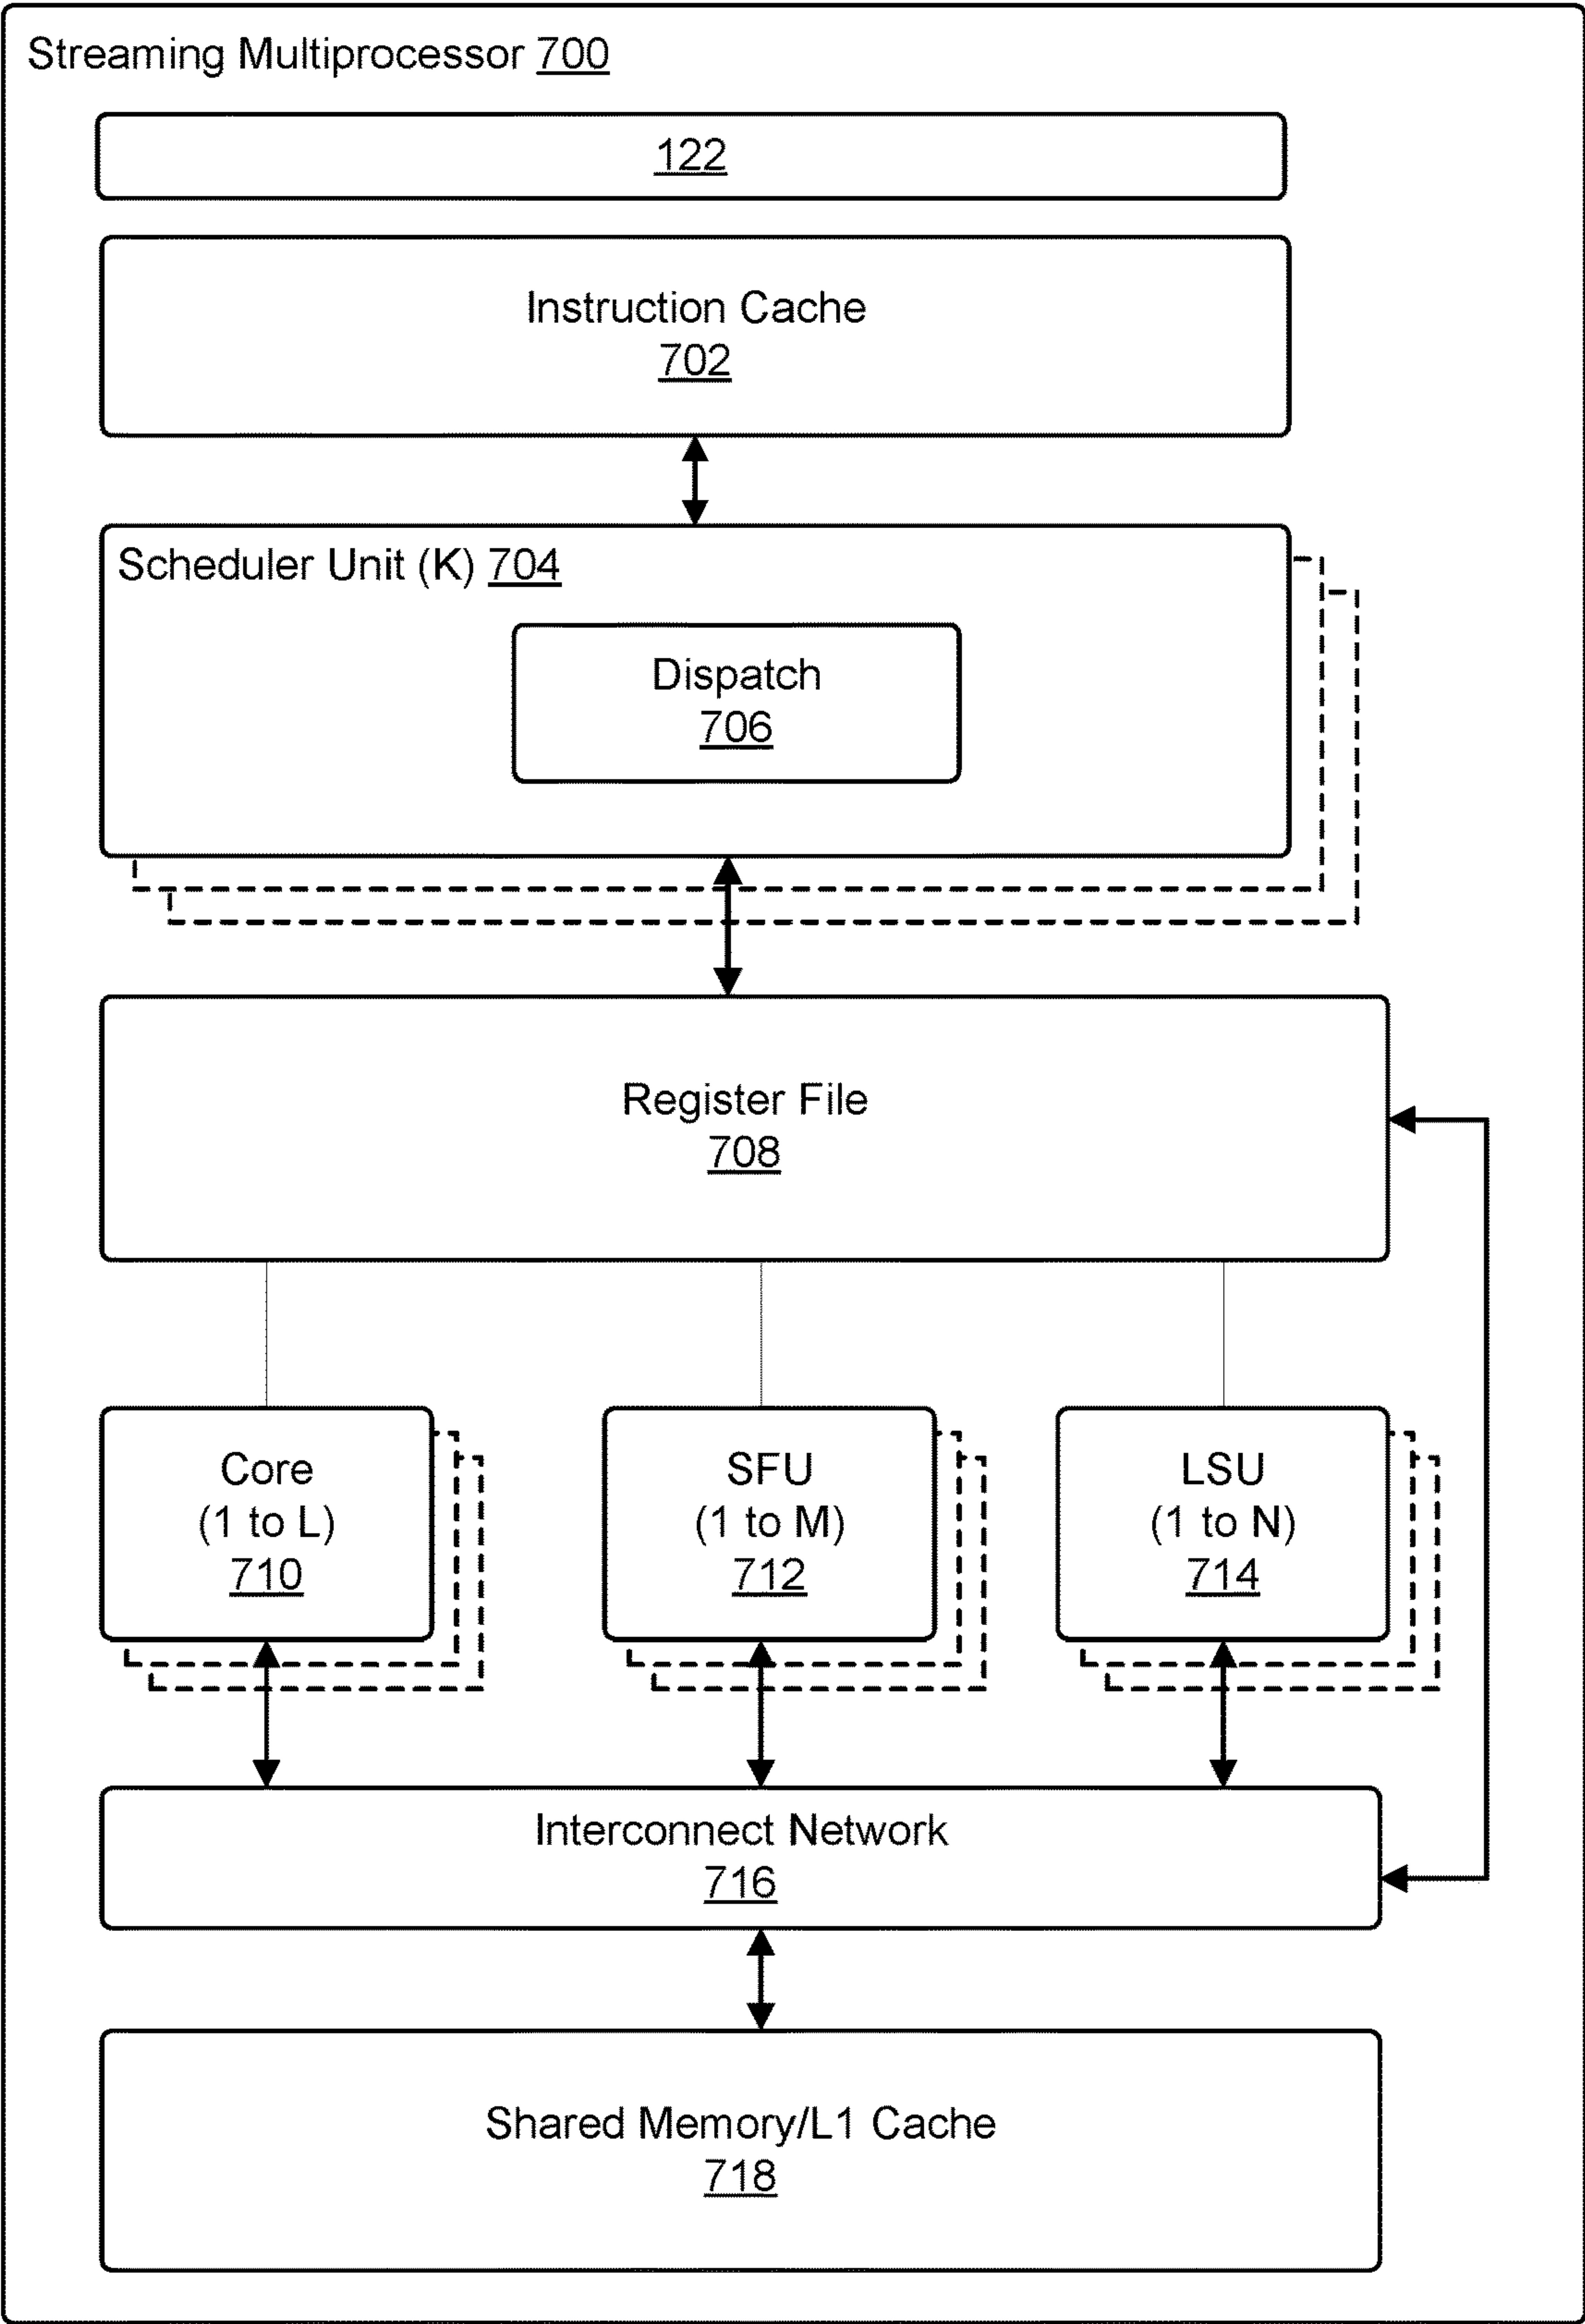 Streaming Multiprocessor 700
122
Instruction Cache
702
Scheduler Unit (K) 704
Dispatch
706
Register File
708
Core
(1 to L)
710
SFU
(1 to M)
712
LSU
(1 to N)
714
Interconnect Network
716
Shared Memory/L1 Cache
718